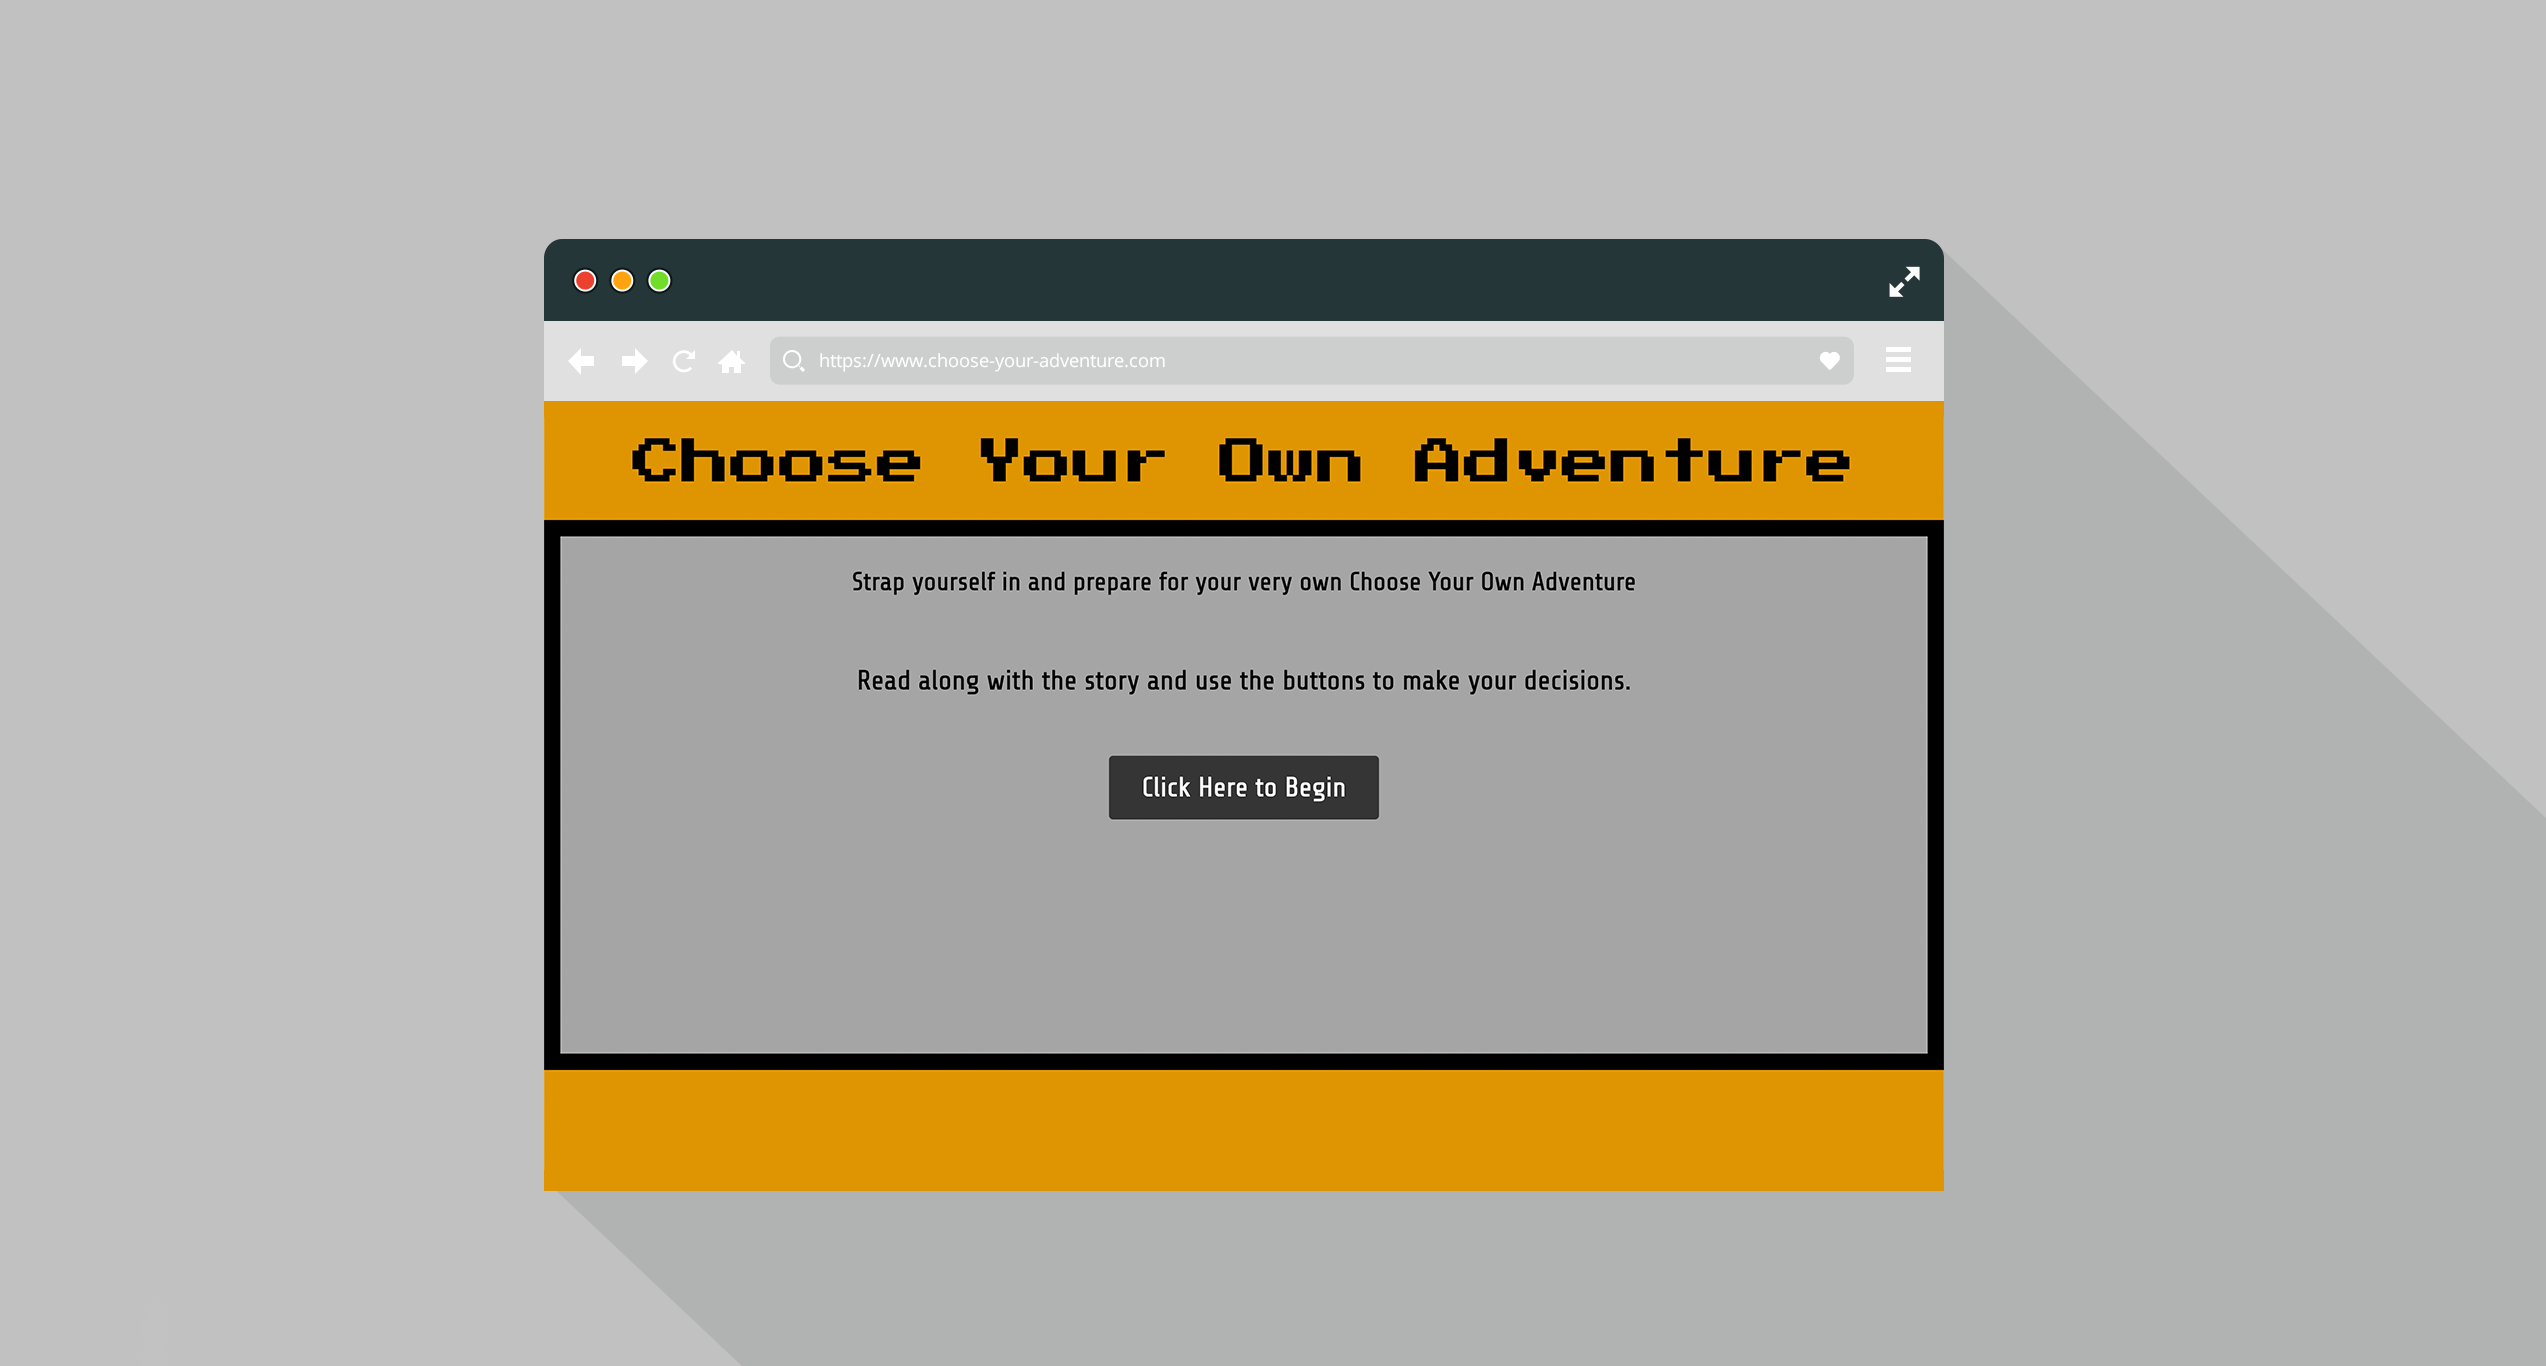 https://www.choose-your-adventure.com
Choose Your Own Adventure
Strap yourself in and prepare for your very own Choose Your Own Adventure
Read along with the story and use the buttons to make your decisions.
Click Here to Begin